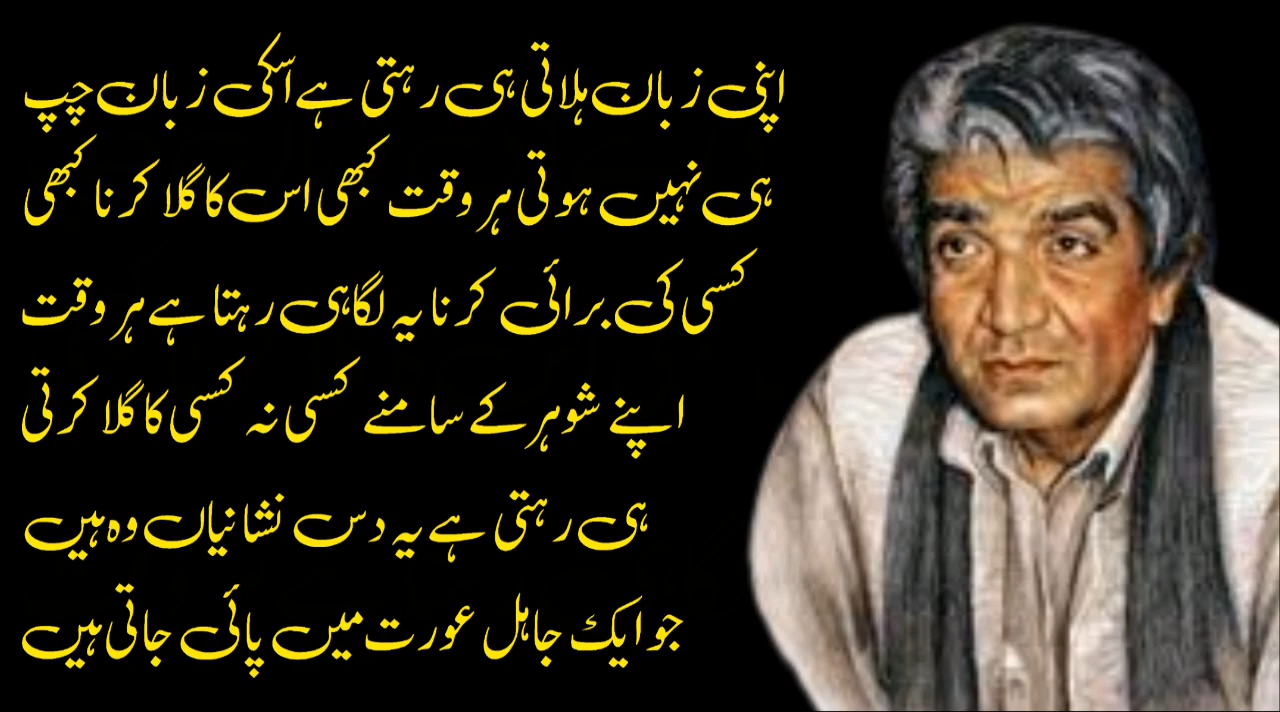 اپنی زبان ہلاتی ہی رہتی ہے اسکی زبان چپ
ہی نہیں ہوتی ہر وقت کبھی اس کا گلا کرنا کبھی
کسی کی برائی کرنا یہ لگا ہی رہتا ہے ہر وقت
اپنے شوہر کے سامنے کسی نہ کسی کا گلا کرتی
ہی رہتی ہے یہ دس نشانیاں وہ ہیں
جو ایک جاہل عورت میں پائی جاتی ہیں